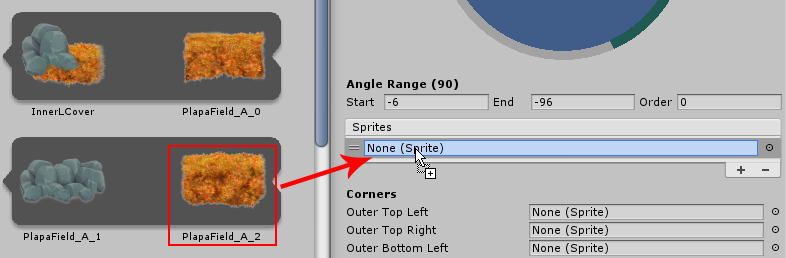 InnerLCover
PlapaField_A_0
PlapaField_A_1
PlapaField_A_2
Angle Range (90)
Start -6 End -96 Order 0
Sprites
None (Sprite)
Corners
Outer Top Left None (Sprite)
Outer Top Right None (Sprite)
Outer Bottom Left None (Sprite)